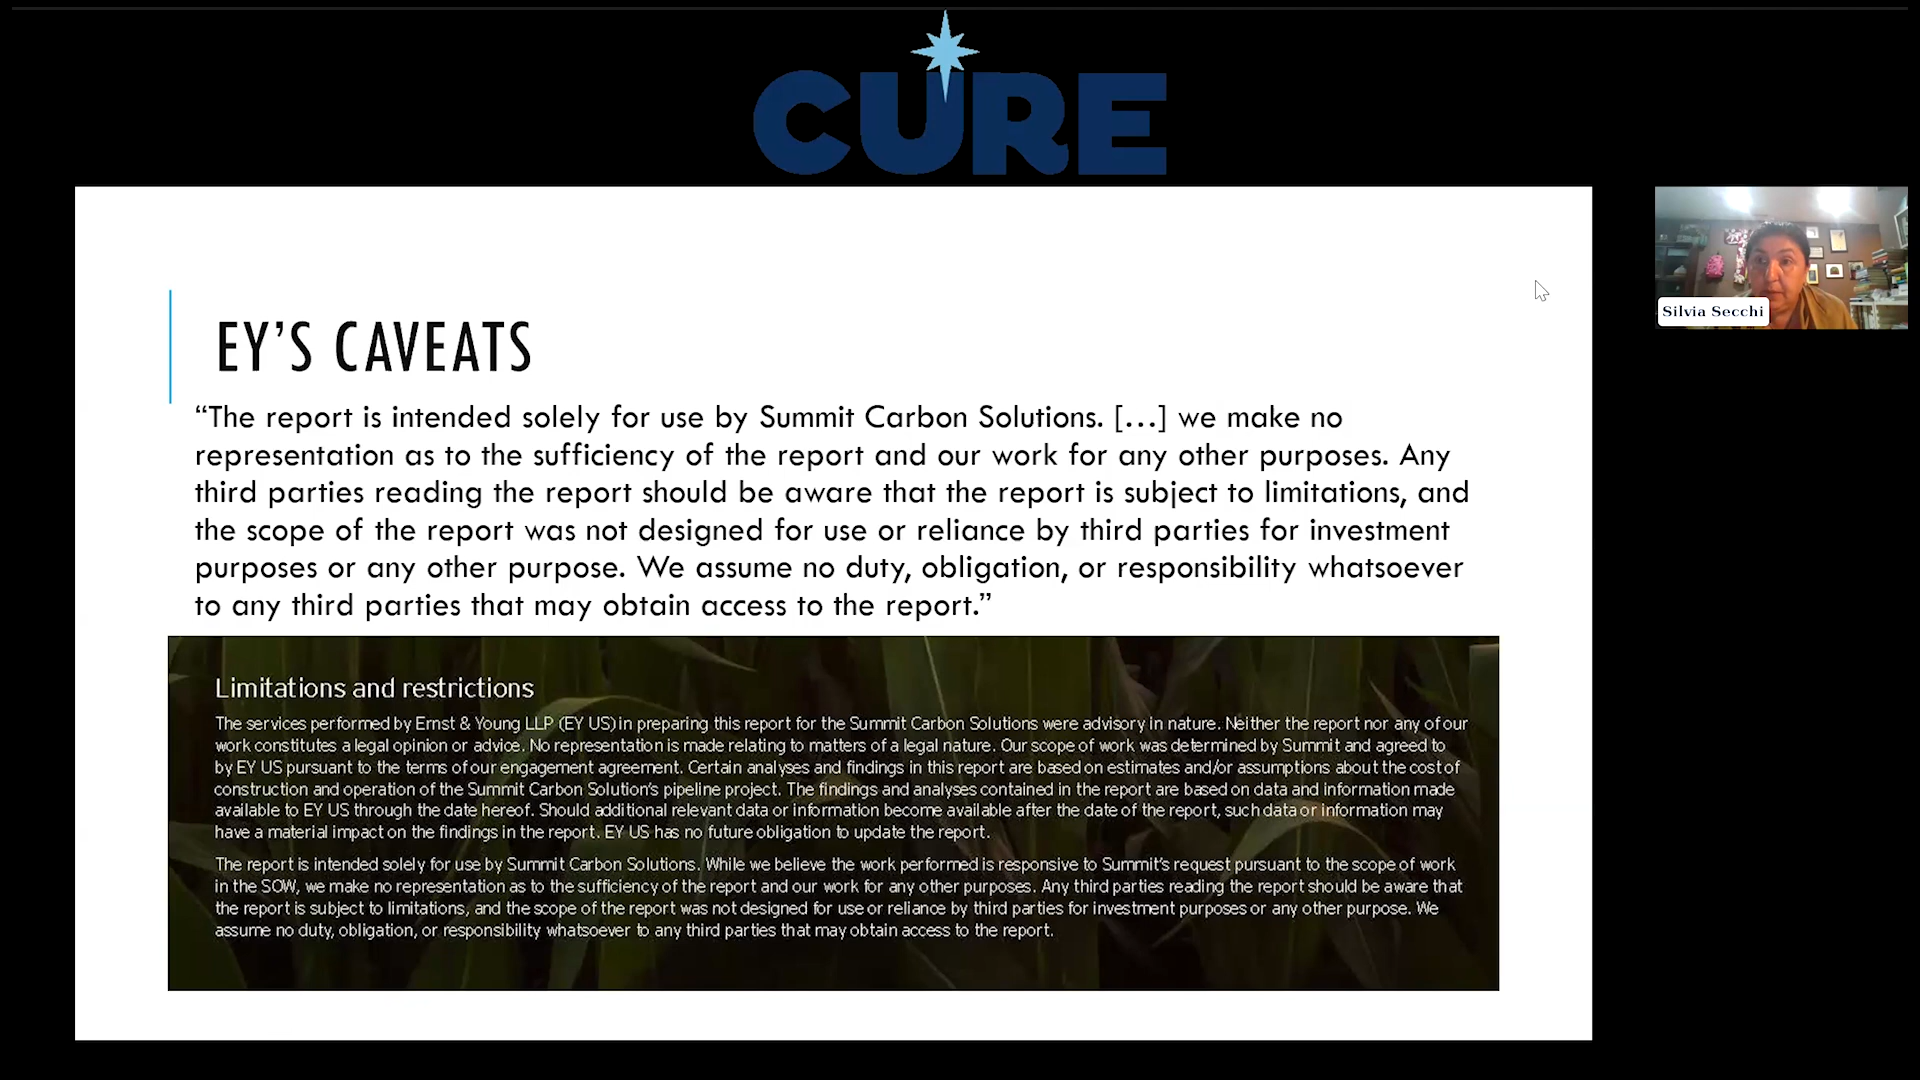 CURE
EY’S CAVEATS
“The report is intended solely for use by Summit Carbon Solutions. […] we make no
representation as to the sufficiency of the report and our work for any other purposes. Any
third parties reading the report should be aware that the report is subject to limitations, and
the scope of the report was not designed for use or reliance by third parties for investment
purposes or any other purpose. We assume no duty, obligation, or responsibility whatsoever
to any third parties that may obtain access to the report.”
Silvia Secchi
Limitations and restrictions
The services performed by Ernst & Young LLP (EY US) in preparing this report for the Summit Carbon Solutions were advisory in nature. Neither the report nor any of our
work constitutes a legal opinion or advice. No representation is made relating to matters of a legal nature. Our scope of work was determined by Summit and agreed to
by EY US pursuant to the terms of our engagement agreement. Certain analyses and findings in this report are based on estimates and/or assumptions about the cost of
construction and operation of the Summit Carbon Solution's pipeline project. The findings and analyses contained in the report are based on data and information made
available to EY US through the date hereof. Should additional relevant data or information become available after the date of the report, such data or information may
have a material impact on the findings in the report. EY US has no future obligation to update the report.
The report is intended solely for use by Summit Carbon Solutions. While we believe the work performed is responsive to Summit's request pursuant to the scope of work
in the SOW, we make no representation as to the sufficiency of the report and our work for any other purposes. Any third parties reading the report should be aware that
the report is subject to limitations, and the scope of the report was not designed for use or reliance by third parties for investment purposes or any other purpose. We
assume no duty, obligation, or responsibility whatsoever to any third parties that may obtain access to the report.